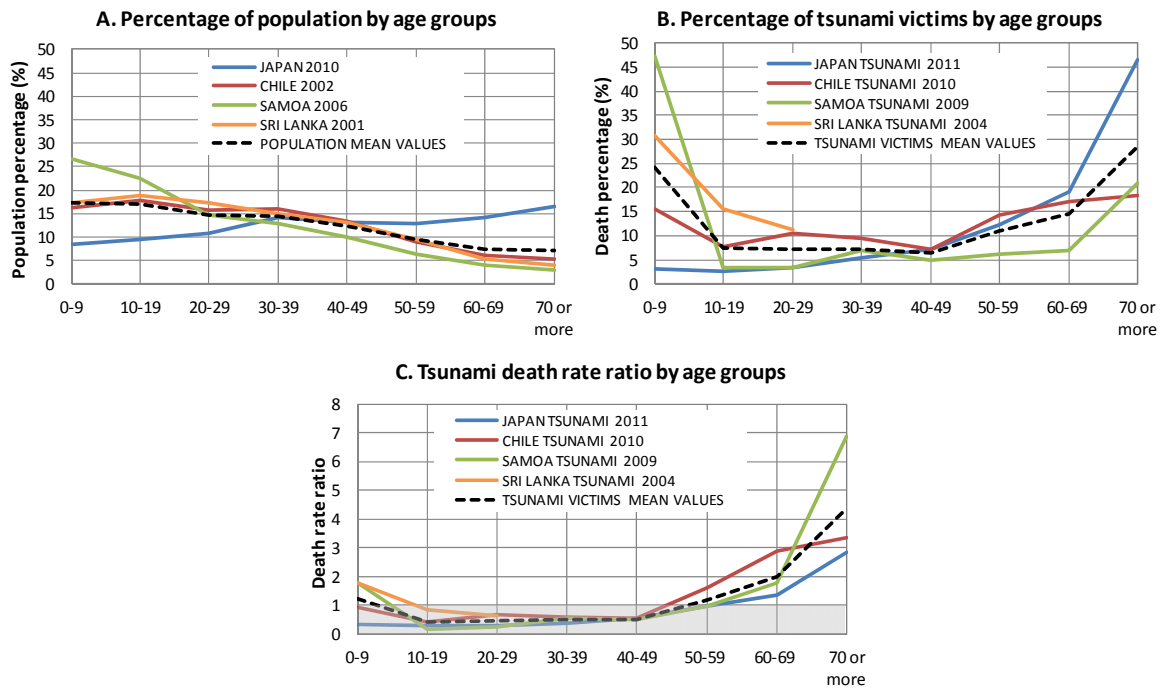 A. Percentage of population by age groups
Population percentage (%)
50
45
40
35
30
25
20
15
10
5
0
JAPAN 2010
CHILE 2002
SAMOA 2006
SRI LANKA 2001
POPULATION MEAN VALUES
0-9 10-19 20-29 30-39 40-49 50-59 60-69 70 or
more
B. Percentage of tsunami victims by age groups
Death percentage (%)
50
45
40
35
30
25
20
15
10
5
0
JAPAN TSUNAMI 2011
CHILE TSUNAMI 2010
SAMOA TSUNAMI 2009
SRI LANKA TSUNAMI 2004
TSUNAMI VICTIMS MEAN VALUES
0-9 10-19 20-29 30-39 40-49 50-59 60-69 70 or
more
C. Tsunami death rate ratio by age groups
Death rate ratio
8
7
6
5
4
3
2
1
0
JAPAN TSUNAMI 2011
CHILE TSUNAMI 2010
SAMOA TSUNAMI 2009
SRI LANKA TSUNAMI 2004
TSUNAMI VICTIMS MEAN VALUES
0-9 10-19 20-29 30-39 40-49 50-59 60-69 70 or
more